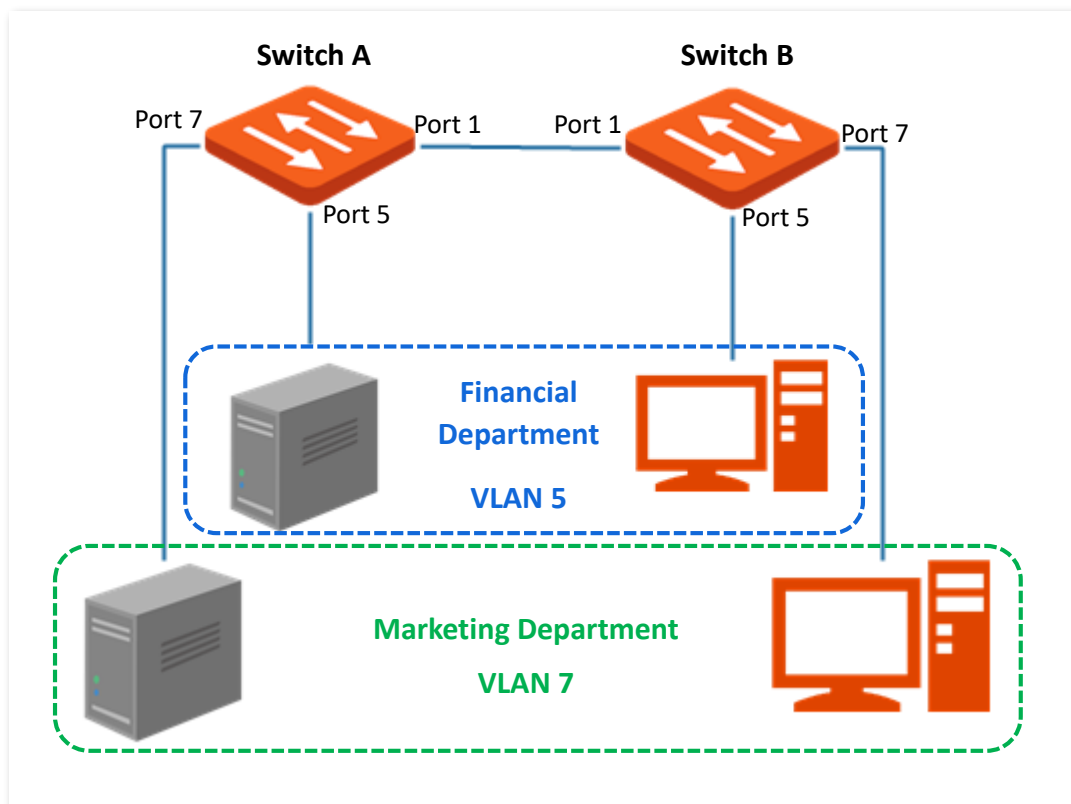 Switch A
Switch B
Port 7
Port 1
Port 1
Port 7
Port 5
Port 5
Financial
Department
VLAN 5
Marketing Department
VLAN 7